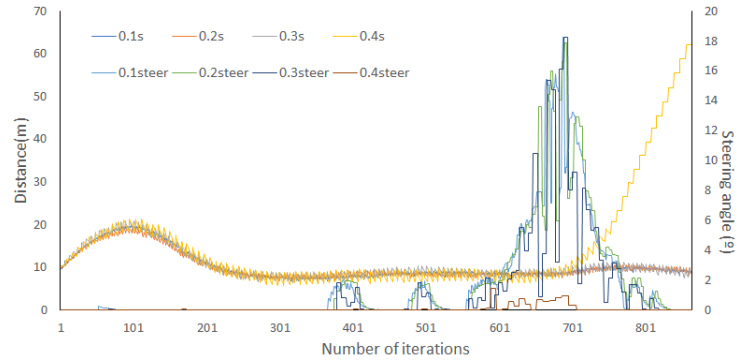 70
60
50
40
30
20
10
0
Distance(m)
0.1s
0.2s
0.3s
0.4s
0.1steer
0.2steer
0.3steer
0.4steer
20
18
16
14
12
10
8
6
4
2
0
Steering angle (º)
1
101
201
301
401
501
601
701
801
Number of iterations